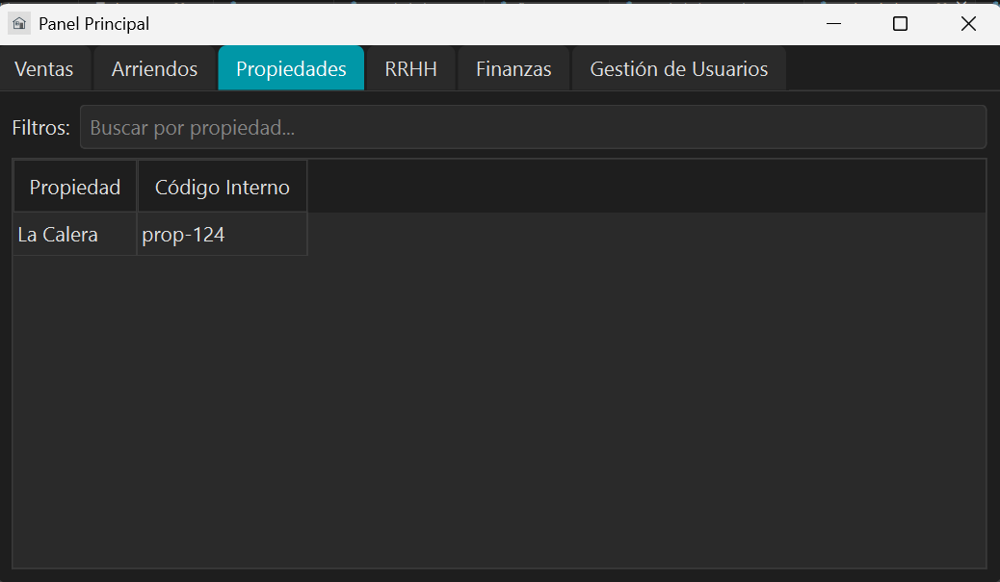 Panel Principal
Ventas Arriendos Propiedades RRHH Finanzas Gestión de Usuarios
Filtros: Buscar por propiedad...
Propiedad Código Interno
La Calera prop-124